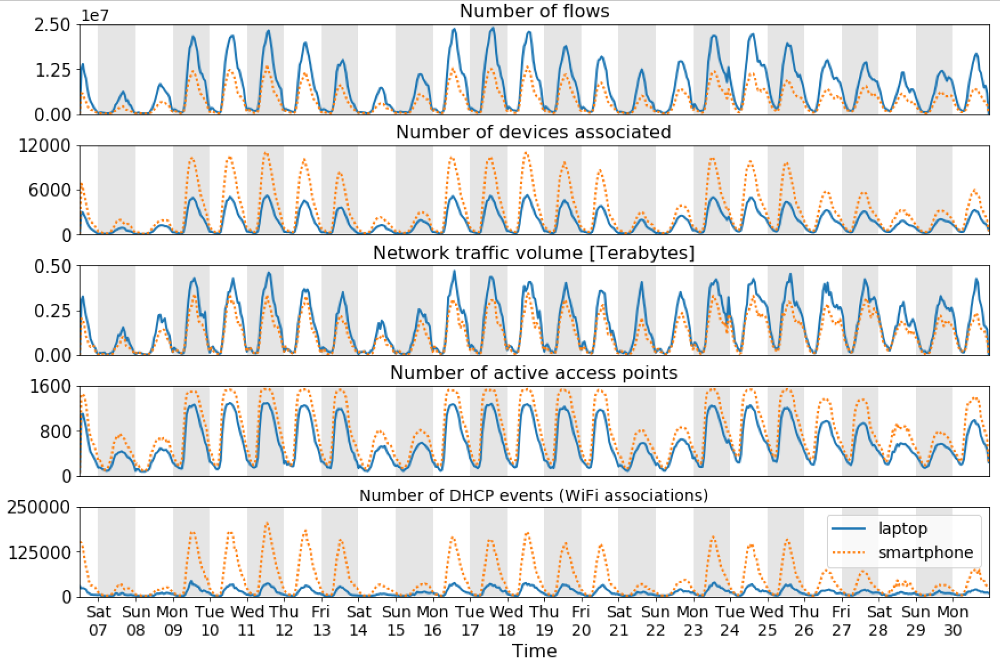 Number of flows
1e7
2.50
1.25
0.00
Number of devices associated
12000
6000
0
Network traffic volume [Terabytes]
0.50
0.25
0.00
Number of active access points
1600
800
0
Number of DHCP events (WiFi associations)
250000
125000
0
laptop
smartphone
Sat Sun Mon Tue Wed Thu Fri Sat Sun Mon Tue Wed Thu Fri Sat Sun Mon Tue Wed Thu Fri Sat Sun Mon
07 08 09 10 11 12 13 14 15 16 17 18 19 20 21 22 23 24 25 26 27 28 29 30
Time